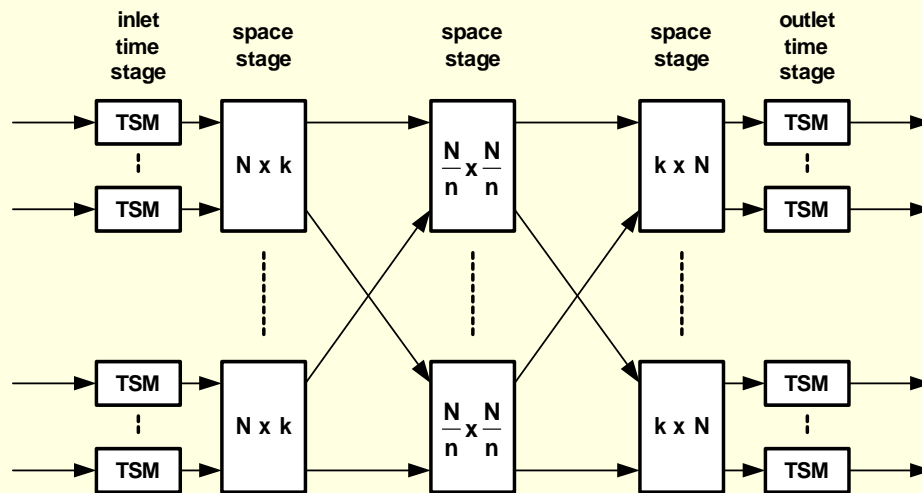 inlet
time
stage
space
stage
space
stage
space
stage
outlet
time
stage
TSM
TSM
N x k
N
n
x
N
n
k x N
TSM
TSM
TSM
TSM
N x k
N
n
x
N
n
k x N
TSM
TSM